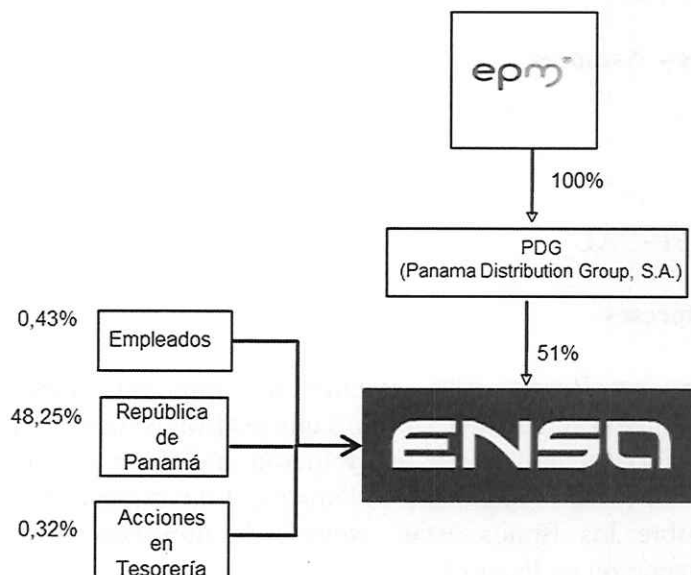 epm®
100%
PDG
(Panama Distribution Group, S.A.)
51%
ENSA
0,43%
Empleados
48,25%
República
de
Panamá
0,32%
Acciones
en
Tesorería